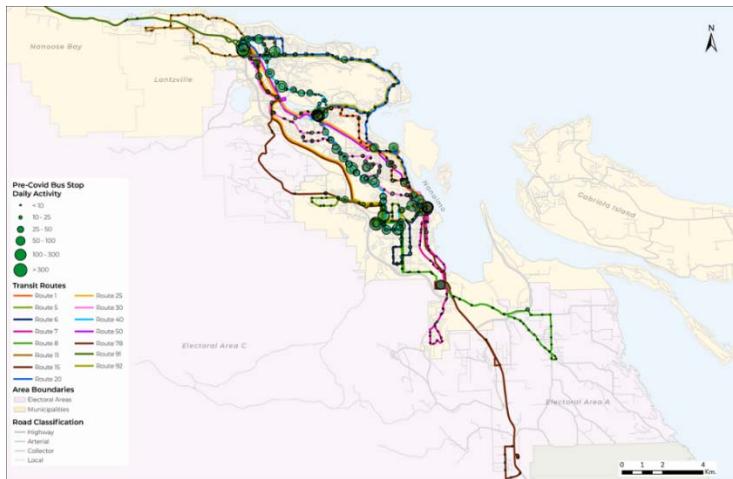 Nanoose Bay
Lantzville
N
Nanaimo
Gabriola Island
Pre-Covid Bus Stop
Daily Activity
< 10
10 - 25
25 - 50
50 - 100
100 - 300
> 300
Transit Routes
Route 1
Route 25
Route 5
Route 30
Route 6
Route 40
Route 7
Route 50
Route 8
Route 78
Route 11
Route 91
Route 15
Route 92
Route 20
Area Boundaries
Electoral Areas
Municipalities
Road Classification
Highway
Arterial
Collector
Local
Electoral Area C
Electoral Area A
0 1 2 4
Km.